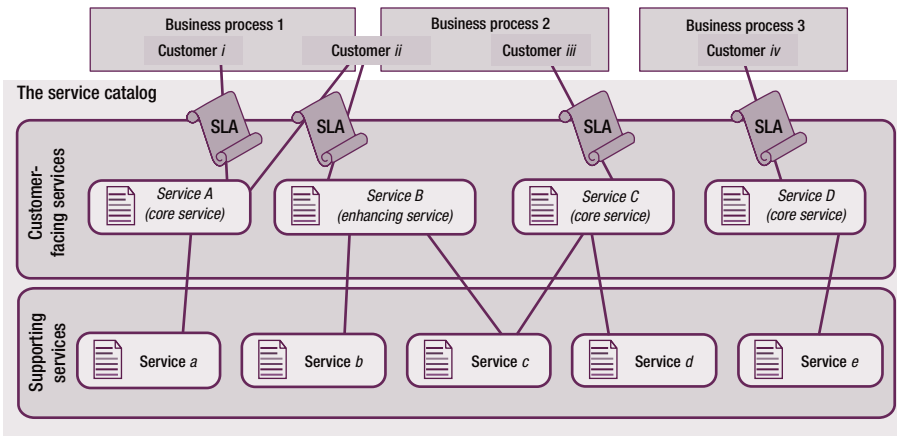 Business process 1
Business process 2
Business process 3
Customer i
Customer ii
Customer iii
Customer iv
The service catalog
SLA
SLA
SLA
SLA
Customer-
facing services
Service A
(core service)
Service B
(enhancing service)
Service C
(core service)
Service D
(core service)
Supporting
services
Service a
Service b
Service c
Service d
Service e